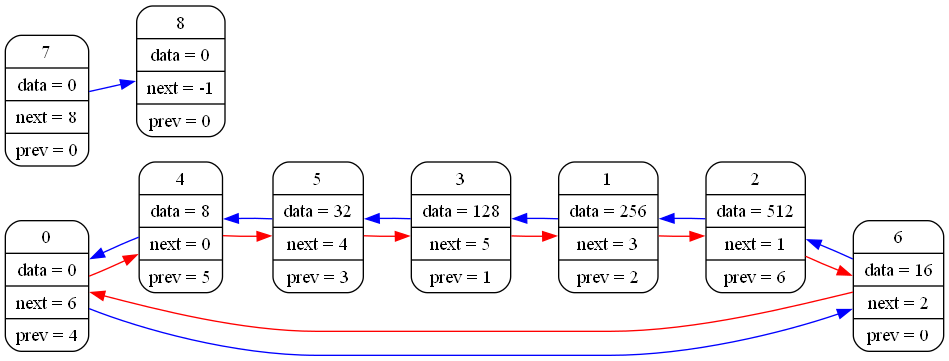 7
data = 0
next = 8
prev = 0
8
data = 0
next = -1
prev = 0
0
data = 0
next = 6
prev = 4
4
data = 8
next = 0
prev = 5
5
data = 32
next = 4
prev = 3
3
data = 128
next = 5
prev = 1
1
data = 256
next = 3
prev = 2
2
data = 512
next = 1
prev = 6
6
data = 16
next = 2
prev = 0